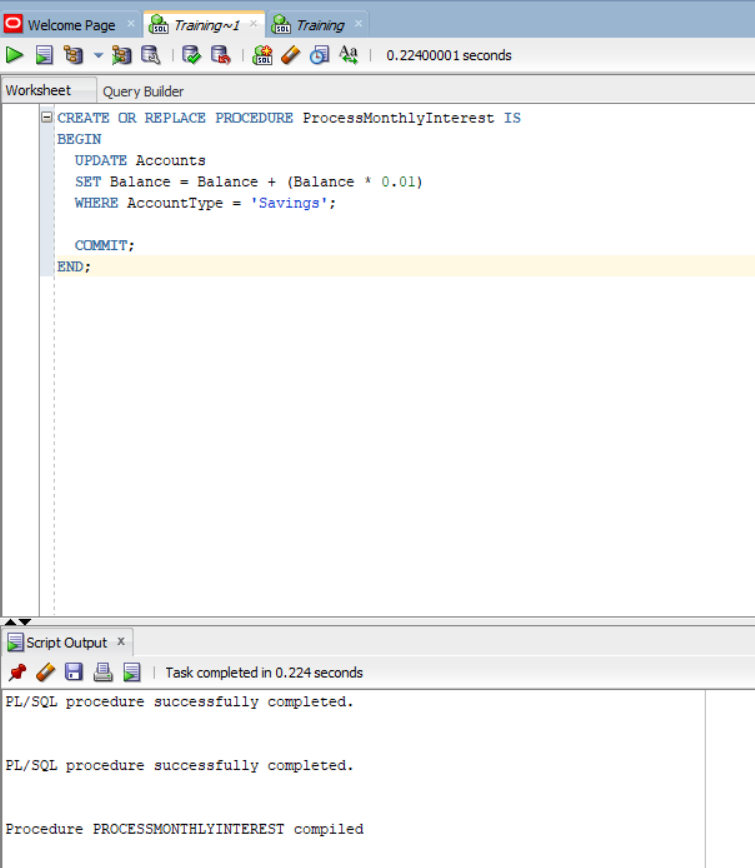 Welcome Page × Training~1 × Training ×
0.22400001 seconds
Worksheet Query Builder
CREATE OR REPLACE PROCEDURE ProcessMonthlyInterest IS
BEGIN
  UPDATE Accounts
  SET Balance = Balance + (Balance * 0.01)
  WHERE AccountType = 'Savings';
  COMMIT;
END;
Script Output ×
Task completed in 0.224 seconds
PL/SQL procedure successfully completed.
PL/SQL procedure successfully completed.
Procedure PROCESSMONTHLYINTEREST compiled